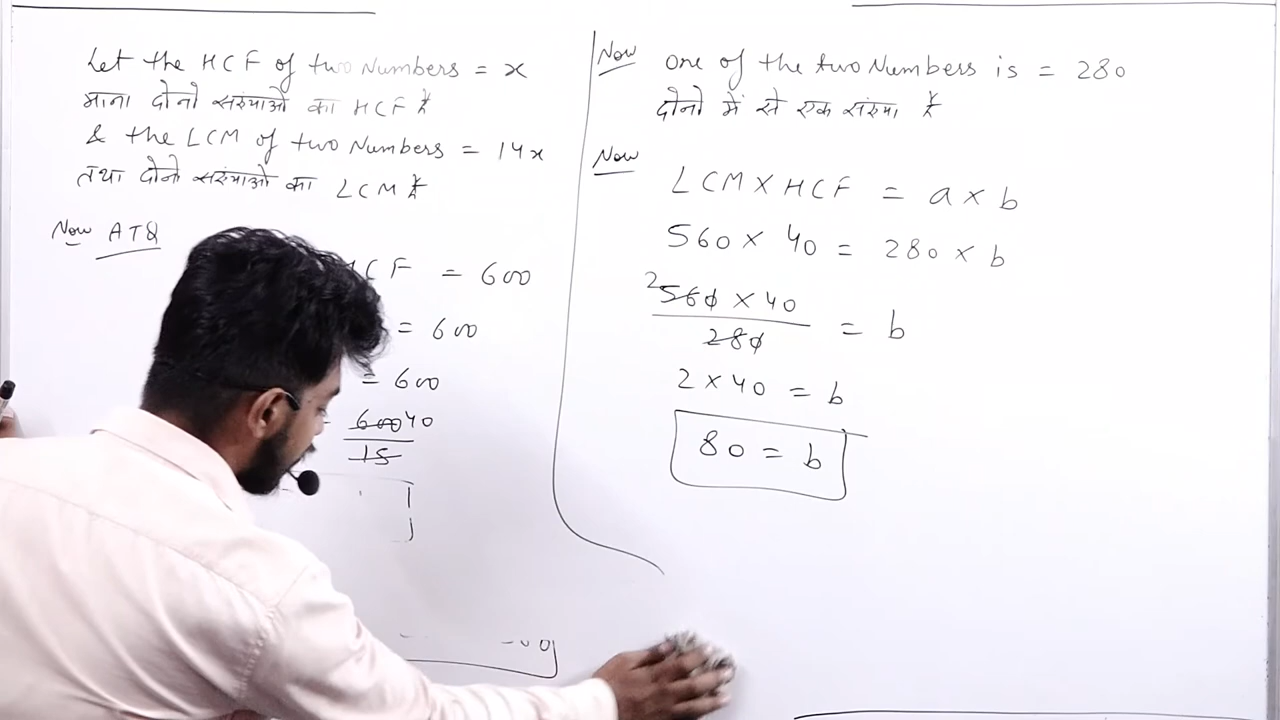 Let the HCF of two Numbers = x
माना दोनो संख्याओ का HCF
& the LCM of two Numbers = 14x
तथा दोनो संख्याओ का LCM
Now ATQ
HCF = 600
= 600
= 600
600 40
15
Now one of the two Numbers is = 280
दोनो में से एक संख्या
Now
LCM X HCF = a x b
560 x 40 = 280 x b
2
560 x 40
280
= b
2 x 40 = b
80 = b